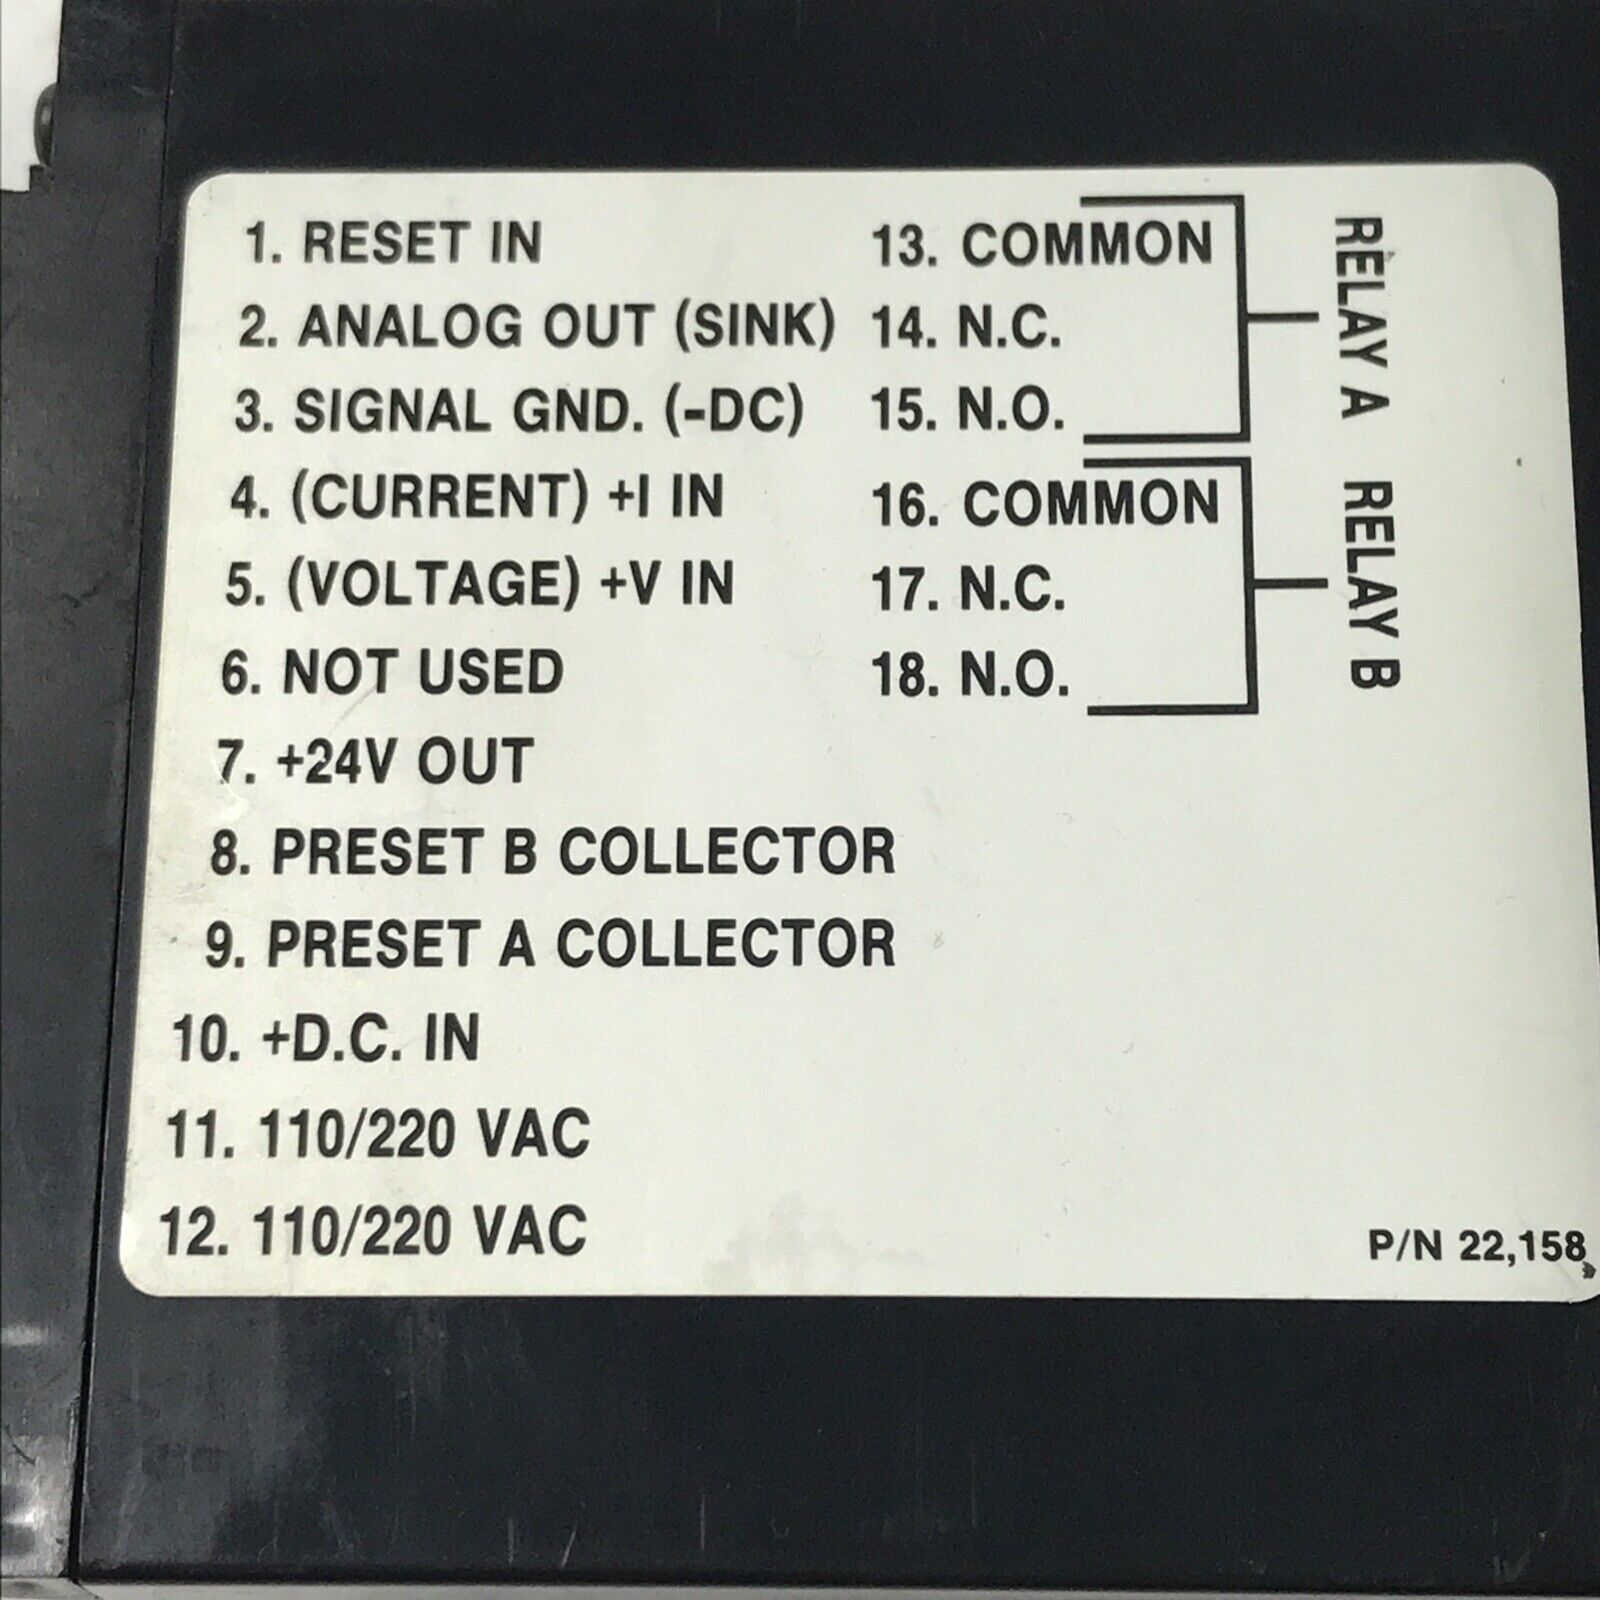 1. RESET IN
2. ANALOG OUT (SINK)
3. SIGNAL GND. (-DC)
4. (CURRENT) +I IN
5. (VOLTAGE) +V IN
6. NOT USED
7. +24V OUT
8. PRESET B COLLECTOR
9. PRESET A COLLECTOR
10. +D.C. IN
11. 110/220 VAC
12. 110/220 VAC
13. COMMON
14. N.C.
15. N.O.
RELAY A
16. COMMON
17. N.C.
18. N.O.
RELAY B
P/N 22,158